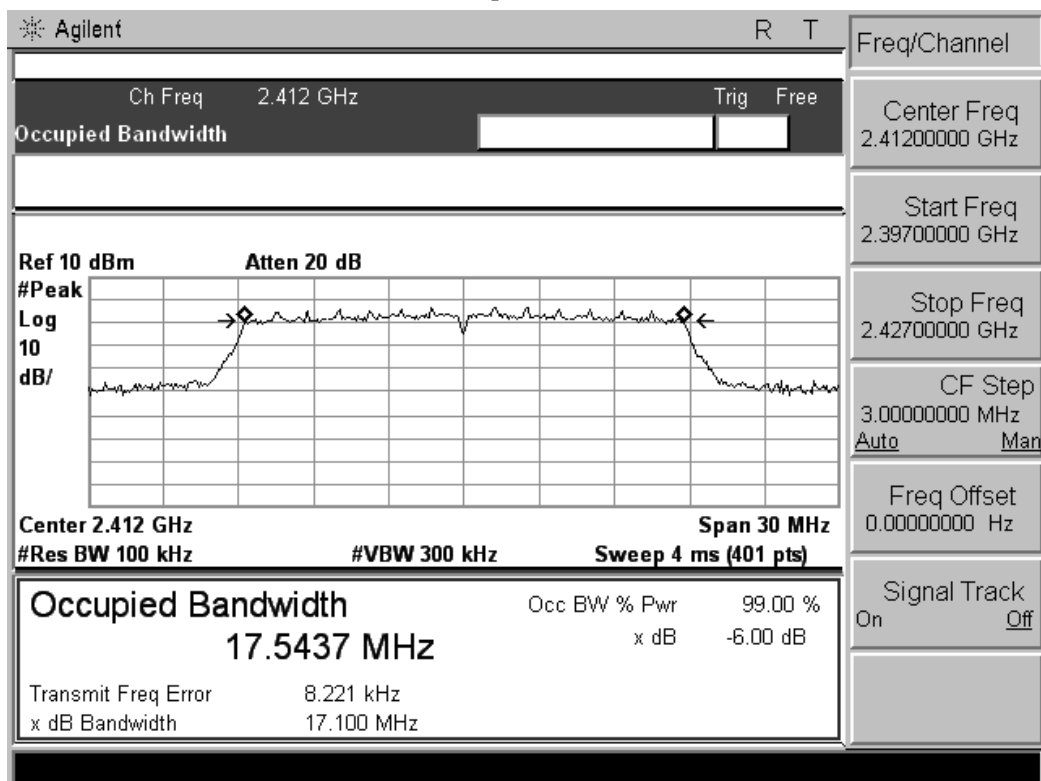 Agilent R T
Freq/Channel
Ch Freq 2.412 GHz Trig Free
Occupied Bandwidth
Center Freq
2.41200000 GHz
Start Freq
2.39700000 GHz
Stop Freq
2.42700000 GHz
CF Step
3.00000000 MHz
Auto Man
Freq Offset
0.00000000 Hz
Signal Track
On Off
Ref 10 dBm Atten 20 dB
#Peak
Log
10
dB/
Center 2.412 GHz Span 30 MHz
#Res BW 100 kHz #VBW 300 kHz Sweep 4 ms (401 pts)
Occupied Bandwidth
17.5437 MHz
Occ BW % Pwr 99.00 %
x dB -6.00 dB
Transmit Freq Error 8.221 kHz
x dB Bandwidth 17.100 MHz